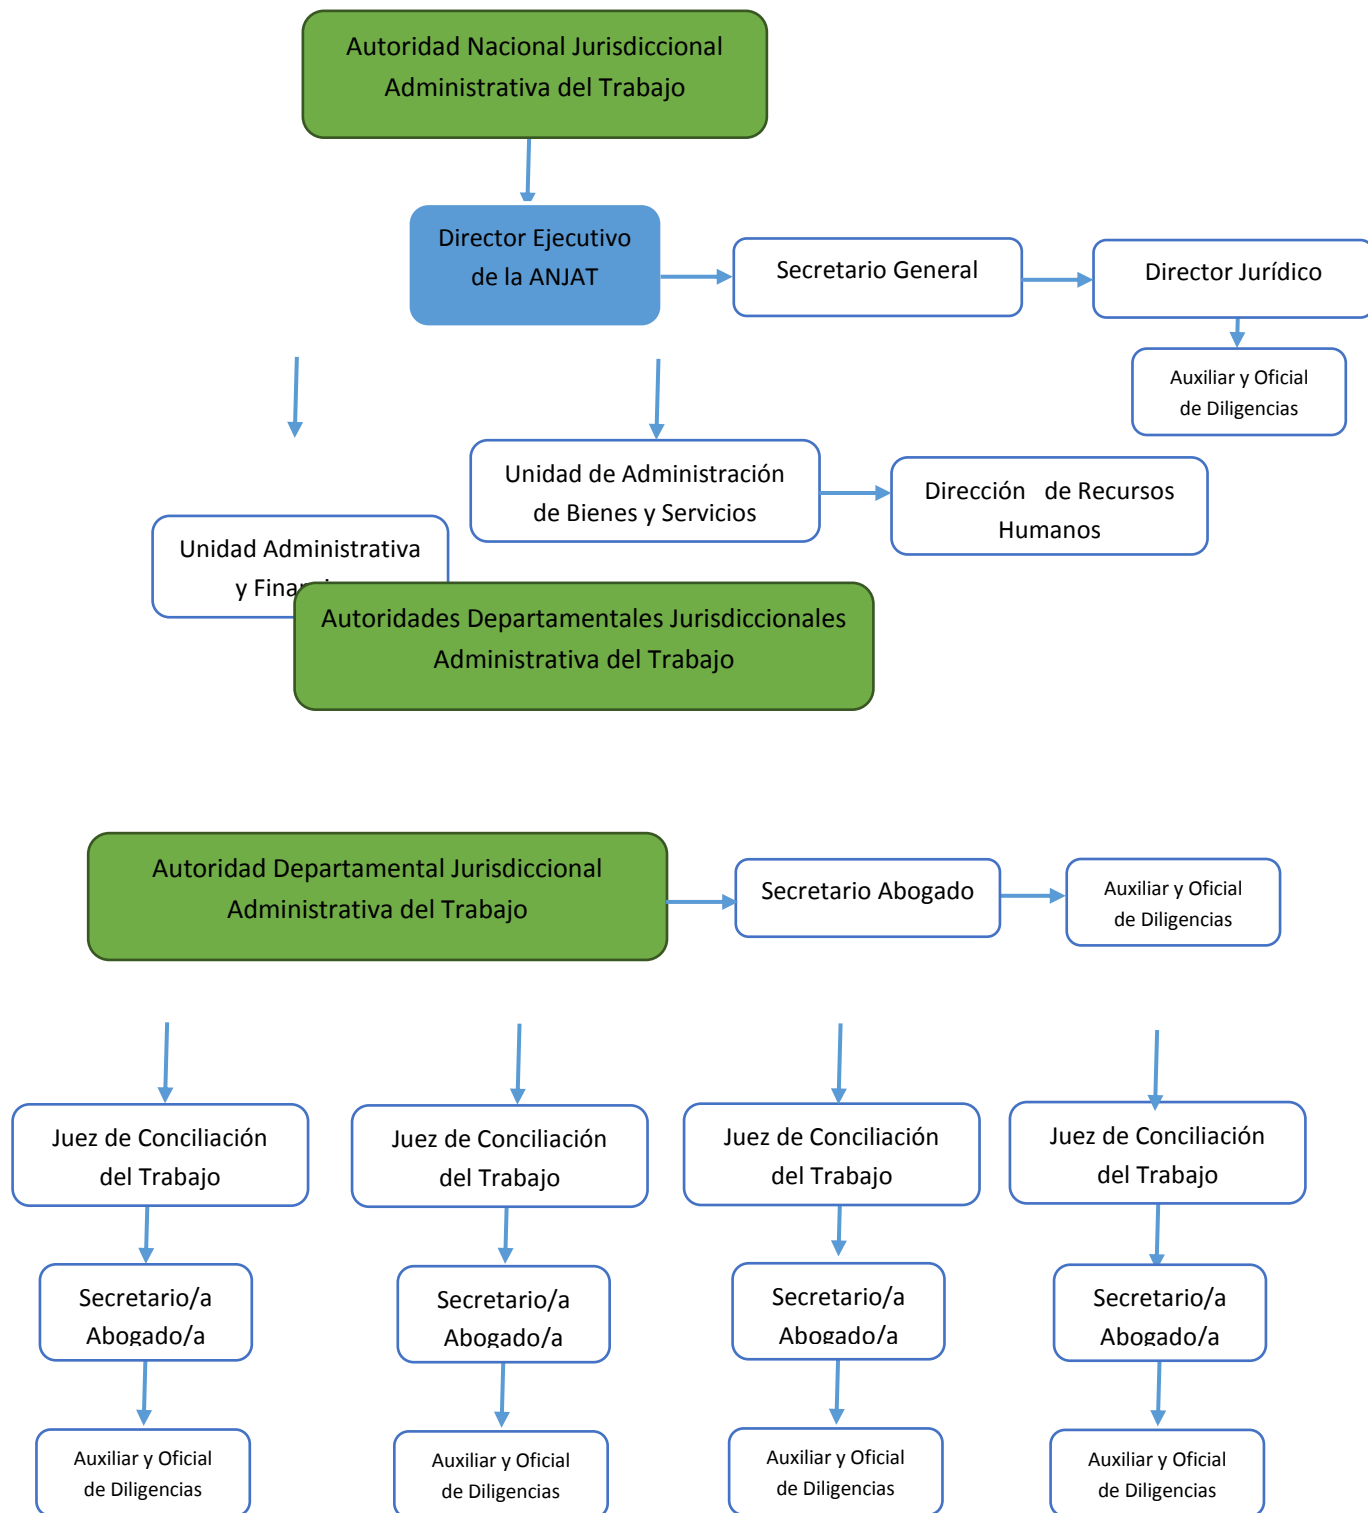 Autoridad Nacional Jurisdiccional
Administrativa del Trabajo
Director Ejecutivo
de la ANJAT
Secretario General
Director Jurídico
Auxiliar y Oficial
de Diligencias
Unidad de Administración
de Bienes y Servicios
Dirección de Recursos
Humanos
Unidad Administrativa
y
Autoridades Departamentales Jurisdiccionales
Administrativa del Trabajo
Autoridad Departamental Jurisdiccional
Administrativa del Trabajo
Secretario Abogado
Auxiliar y Oficial
de Diligencias
Juez de Conciliación
del Trabajo
Juez de Conciliación
del Trabajo
Juez de Conciliación
del Trabajo
Juez de Conciliación
del Trabajo
Secretario/a
Abogado/a
Secretario/a
Abogado/a
Secretario/a
Abogado/a
Secretario/a
Abogado/a
Auxiliar y Oficial
de Diligencias
Auxiliar y Oficial
de Diligencias
Auxiliar y Oficial
de Diligencias
Auxiliar y Oficial
de Diligencias